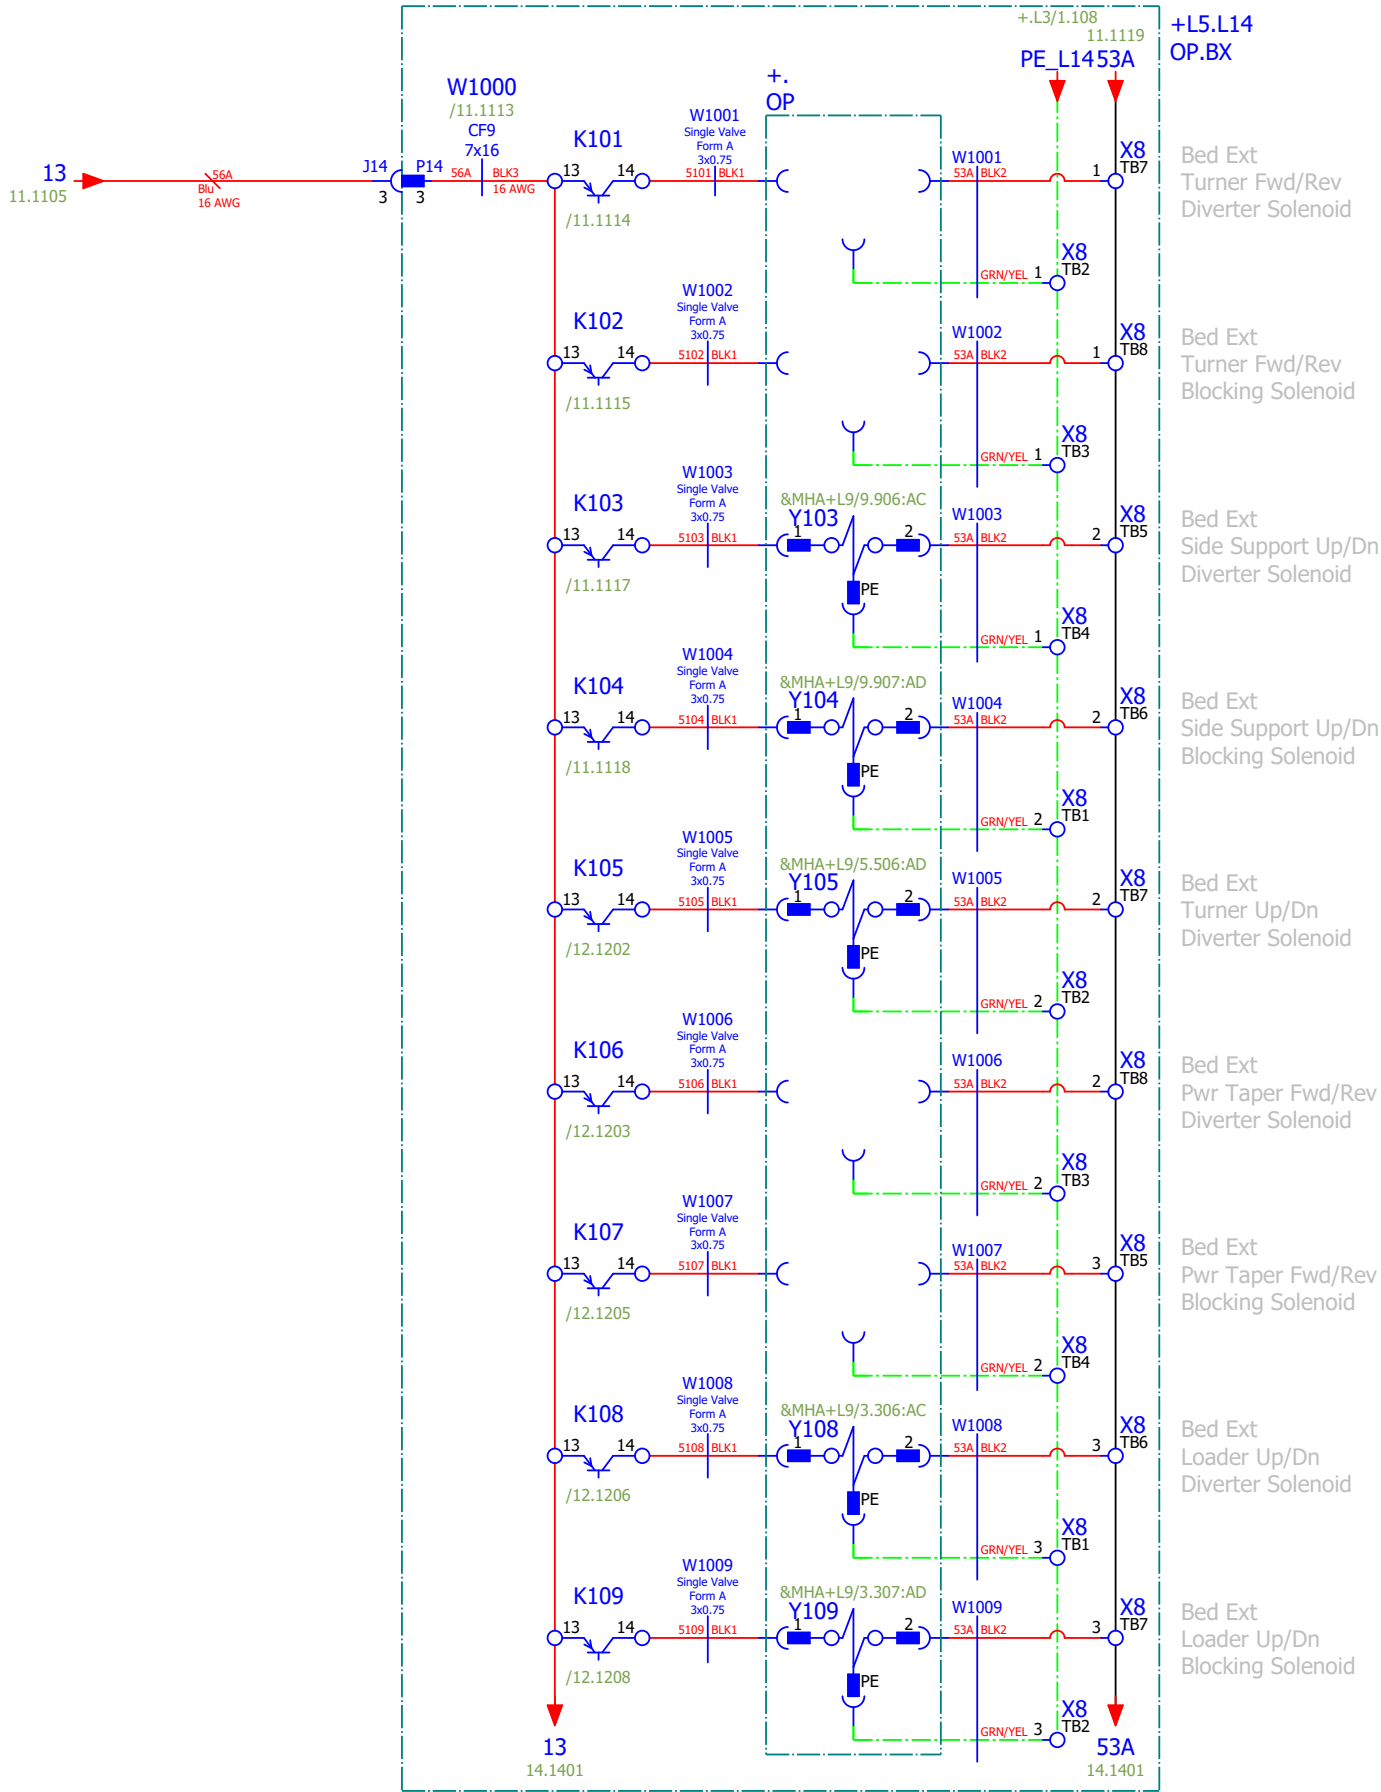 +.L3/1.108
11.1119
PE_L14 53A
+L5.L14
OP.BX
+.
OP
W1000
/11.1113
CF9
7x16
13
11.1105
56A
Blu
16 AWG
J14 P14
3 3
56A BLK3
16 AWG
K101
13 14
/11.1114
W1001
Single Valve
Form A
3x0.75
5101 BLK1
W1001
53A BLK2
1
X8
TB7
Bed Ext
Turner Fwd/Rev
Diverter Solenoid
GRN/YEL 1
X8
TB2
K102
13 14
/11.1115
W1002
Single Valve
Form A
3x0.75
5102 BLK1
W1002
53A BLK2
1
X8
TB8
Bed Ext
Turner Fwd/Rev
Blocking Solenoid
GRN/YEL 1
X8
TB3
K103
13 14
/11.1117
W1003
Single Valve
Form A
3x0.75
5103 BLK1
&MHA+L9/9.906:AC
Y103
1 2
PE
W1003
53A BLK2
2
X8
TB5
Bed Ext
Side Support Up/Dn
Diverter Solenoid
GRN/YEL 1
X8
TB4
K104
13 14
/11.1118
W1004
Single Valve
Form A
3x0.75
5104 BLK1
&MHA+L9/9.907:AD
Y104
1 2
PE
W1004
53A BLK2
2
X8
TB6
Bed Ext
Side Support Up/Dn
Blocking Solenoid
GRN/YEL 2
X8
TB1
K105
13 14
/12.1202
W1005
Single Valve
Form A
3x0.75
5105 BLK1
&MHA+L9/5.506:AD
Y105
1 2
PE
W1005
53A BLK2
2
X8
TB7
Bed Ext
Turner Up/Dn
Diverter Solenoid
GRN/YEL 2
X8
TB2
K106
13 14
/12.1203
W1006
Single Valve
Form A
3x0.75
5106 BLK1
W1006
53A BLK2
2
X8
TB8
Bed Ext
Pwr Taper Fwd/Rev
Diverter Solenoid
GRN/YEL 2
X8
TB3
K107
13 14
/12.1205
W1007
Single Valve
Form A
3x0.75
5107 BLK1
W1007
53A BLK2
3
X8
TB5
Bed Ext
Pwr Taper Fwd/Rev
Blocking Solenoid
GRN/YEL 2
X8
TB4
K108
13 14
/12.1206
W1008
Single Valve
Form A
3x0.75
5108 BLK1
&MHA+L9/3.306:AC
Y108
1 2
PE
W1008
53A BLK2
3
X8
TB6
Bed Ext
Loader Up/Dn
Diverter Solenoid
GRN/YEL 3
X8
TB1
K109
13 14
/12.1208
W1009
Single Valve
Form A
3x0.75
5109 BLK1
&MHA+L9/3.307:AD
Y109
1 2
PE
W1009
53A BLK2
3
X8
TB7
Bed Ext
Loader Up/Dn
Blocking Solenoid
GRN/YEL 3
X8
TB2
13
14.1401
53A
14.1401